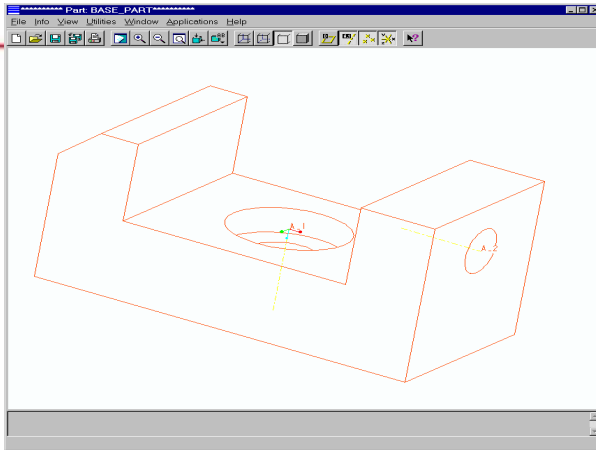 ********** Part: BASE_PART**********
File Info View Utilities Window Applications Help
A_1
A_2